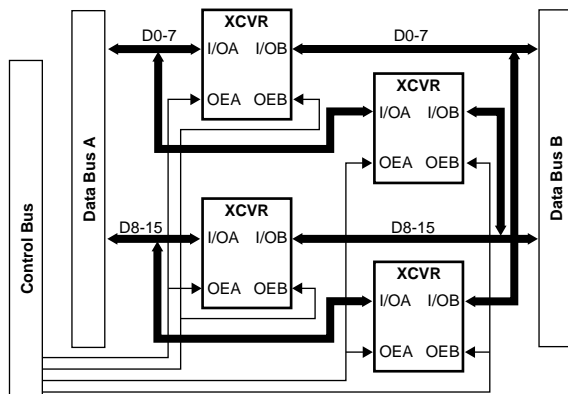 XCVR
D0-7 I/OA I/OB D0-7
XCVR
OEA OEB
I/OA I/OB
OEA OEB
XCVR
D8-15 I/OA I/OB D8-15
XCVR
OEA OEB
I/OA I/OB
OEA OEB
Control Bus
Data Bus A
Data Bus B